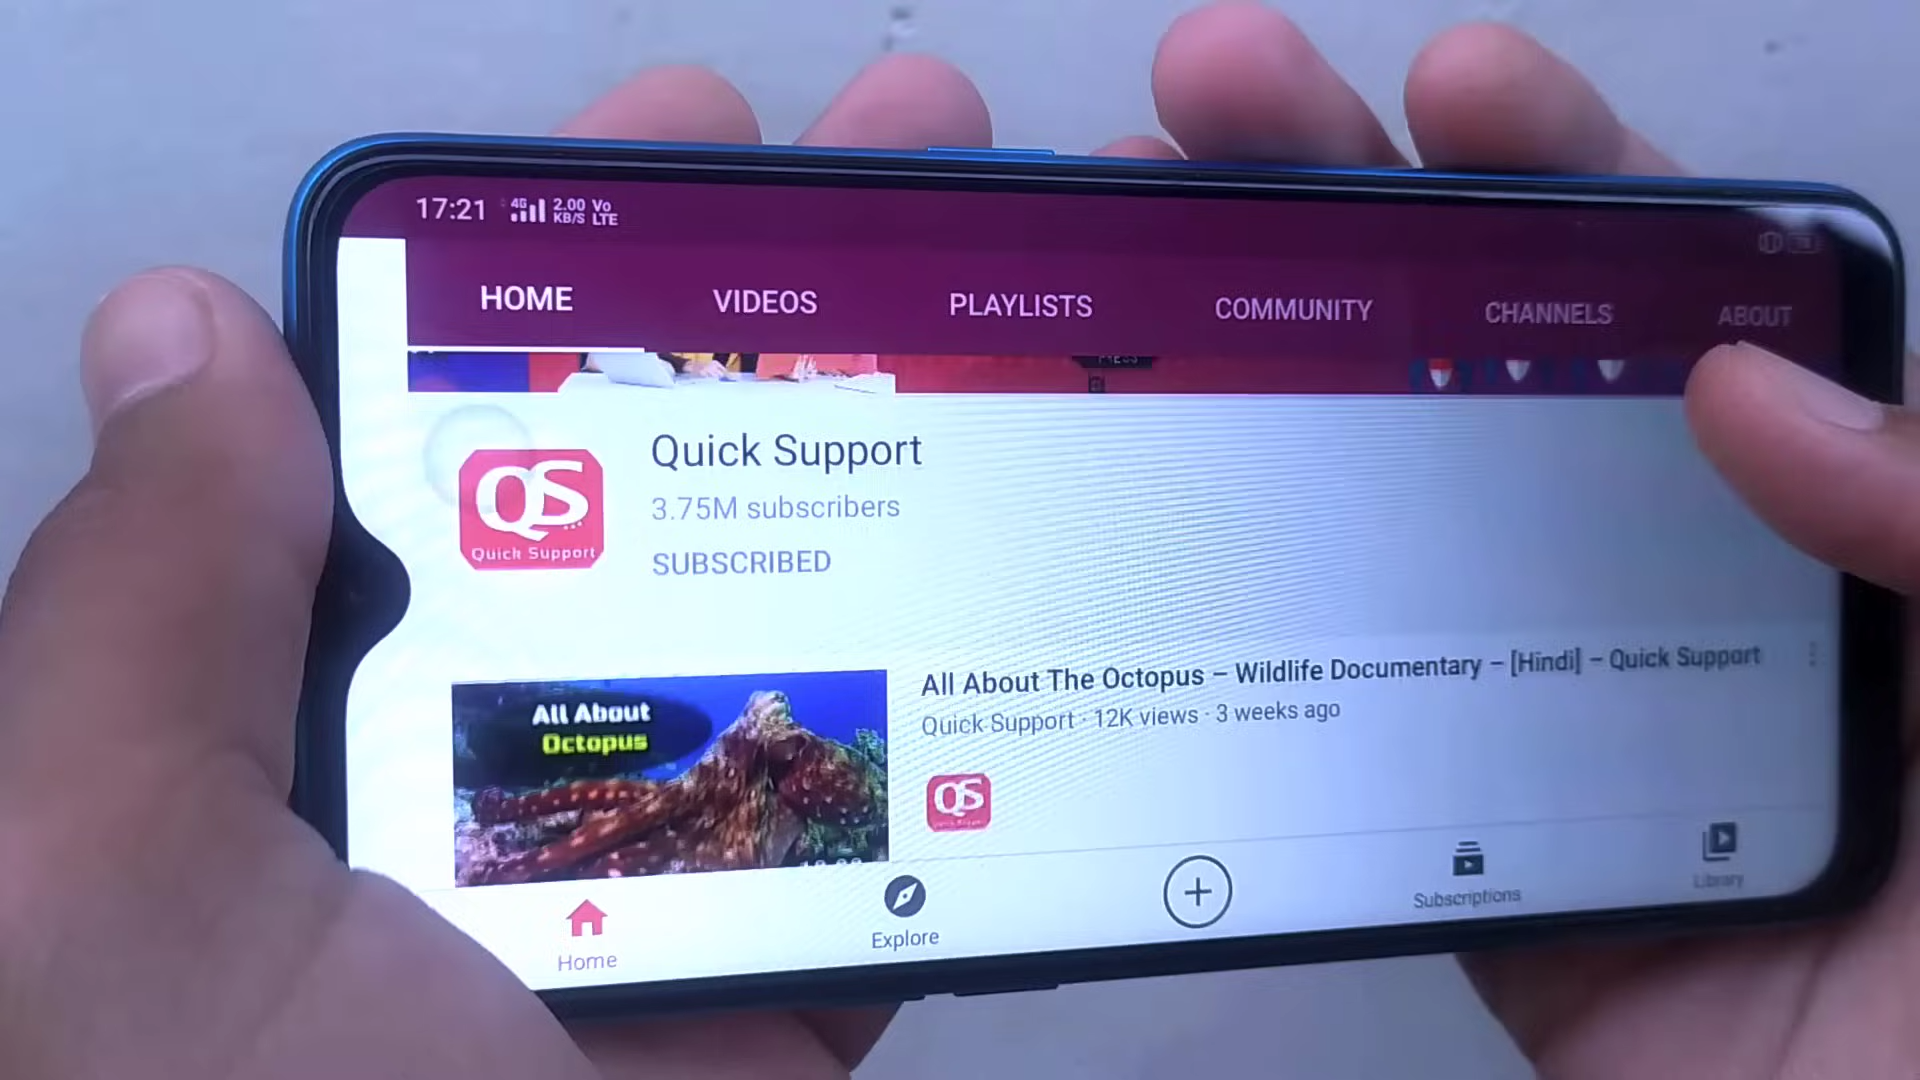 17:21 4G 2.00 KB/S Vo LTE
HOME VIDEOS PLAYLISTS COMMUNITY CHANNELS ABOUT
PRESS
Quick Support
3.75M subscribers
SUBSCRIBED
QS
Quick Support
All About
Octopus
All About The Octopus – Wildlife Documentary – [Hindi] – Quick Support
Quick Support · 12K views · 3 weeks ago
QS
Home Explore Subscriptions Library